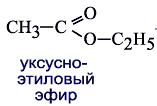 O
CH₃–C
O–C₂H₅.
уксусно-
этиловый
эфир